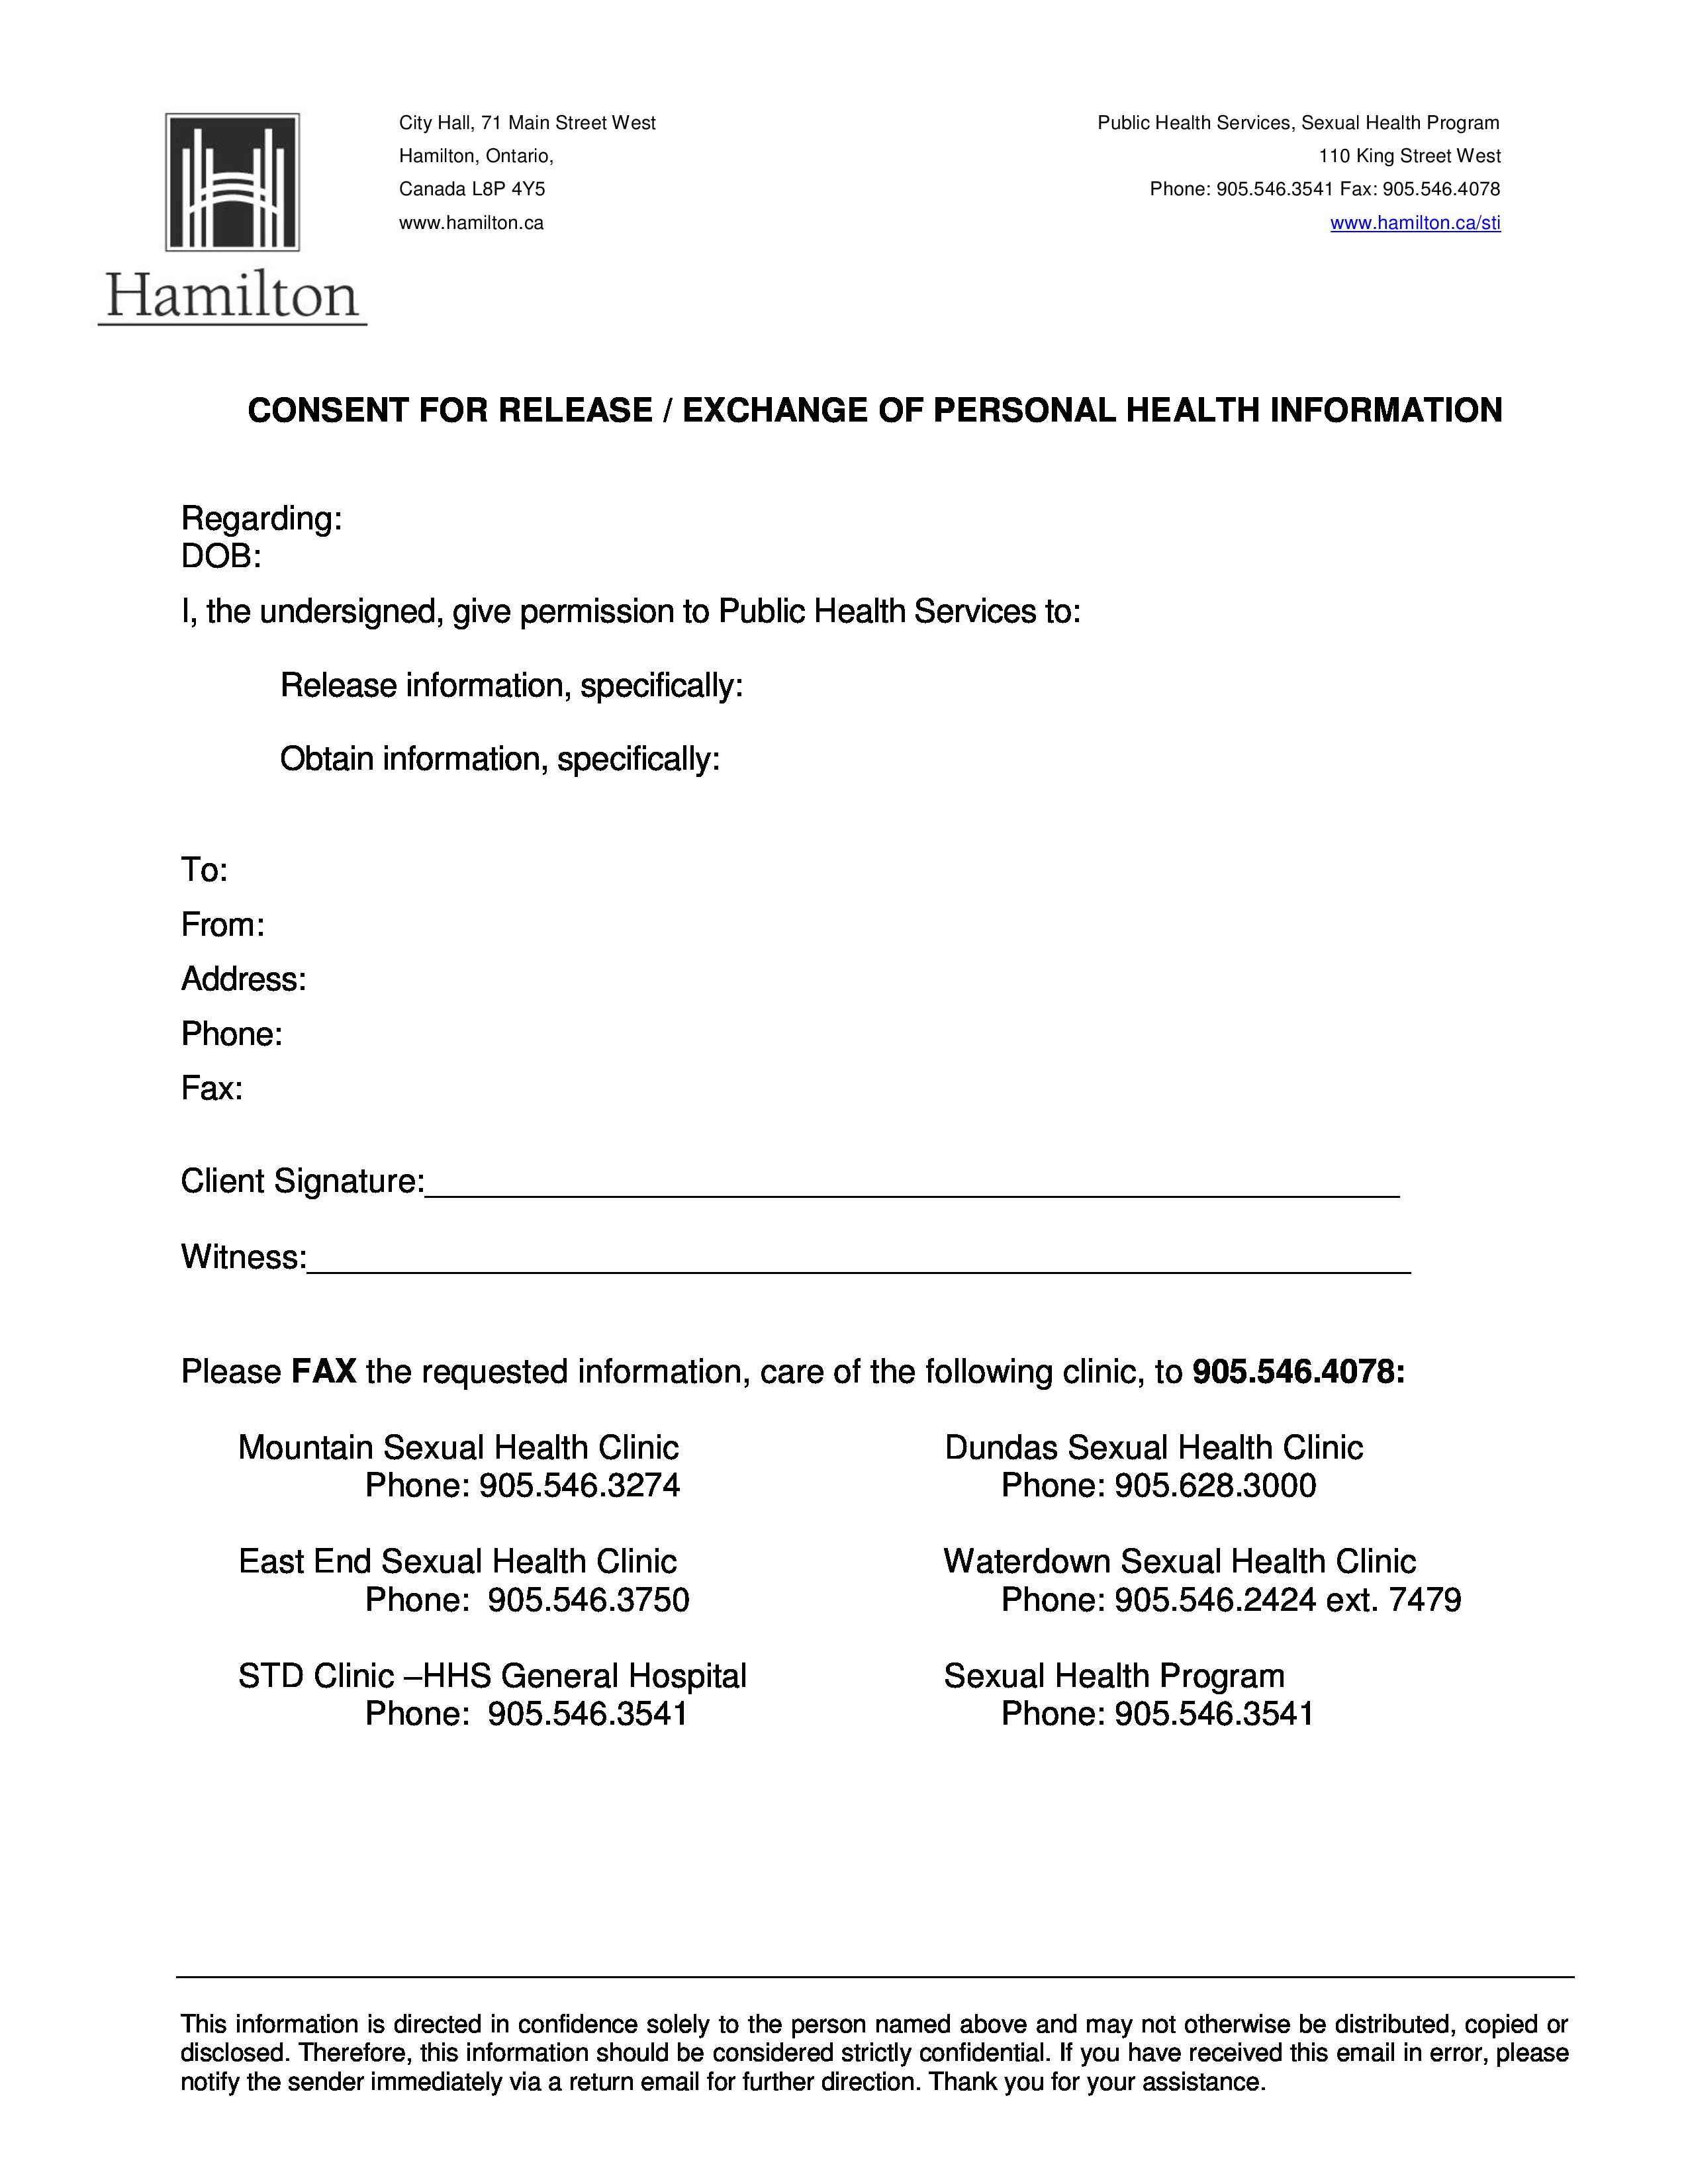 City Hall, 71 Main Street West
Hamilton, Ontario,
Canada L8P 4Y5
www.hamilton.ca
Public Health Services, Sexual Health Program
110 King Street West
Phone: 905.546.3541 Fax: 905.546.4078
www.hamilton.ca/sti
Hamilton
CONSENT FOR RELEASE / EXCHANGE OF PERSONAL HEALTH INFORMATION
Regarding:
DOB:
I, the undersigned, give permission to Public Health Services to:
Release information, specifically:
Obtain information, specifically:
To:
From:
Address:
Phone:
Fax:
Client Signature:
Witness:
Please FAX the requested information, care of the following clinic, to 905.546.4078:
Mountain Sexual Health Clinic
Phone: 905.546.3274
Dundas Sexual Health Clinic
Phone: 905.628.3000
East End Sexual Health Clinic
Phone: 905.546.3750
Waterdown Sexual Health Clinic
Phone: 905.546.2424 ext. 7479
STD Clinic –HHS General Hospital
Phone: 905.546.3541
Sexual Health Program
Phone: 905.546.3541
This information is directed in confidence solely to the person named above and may not otherwise be distributed, copied or
disclosed. Therefore, this information should be considered strictly confidential. If you have received this email in error, please
notify the sender immediately via a return email for further direction. Thank you for your assistance.